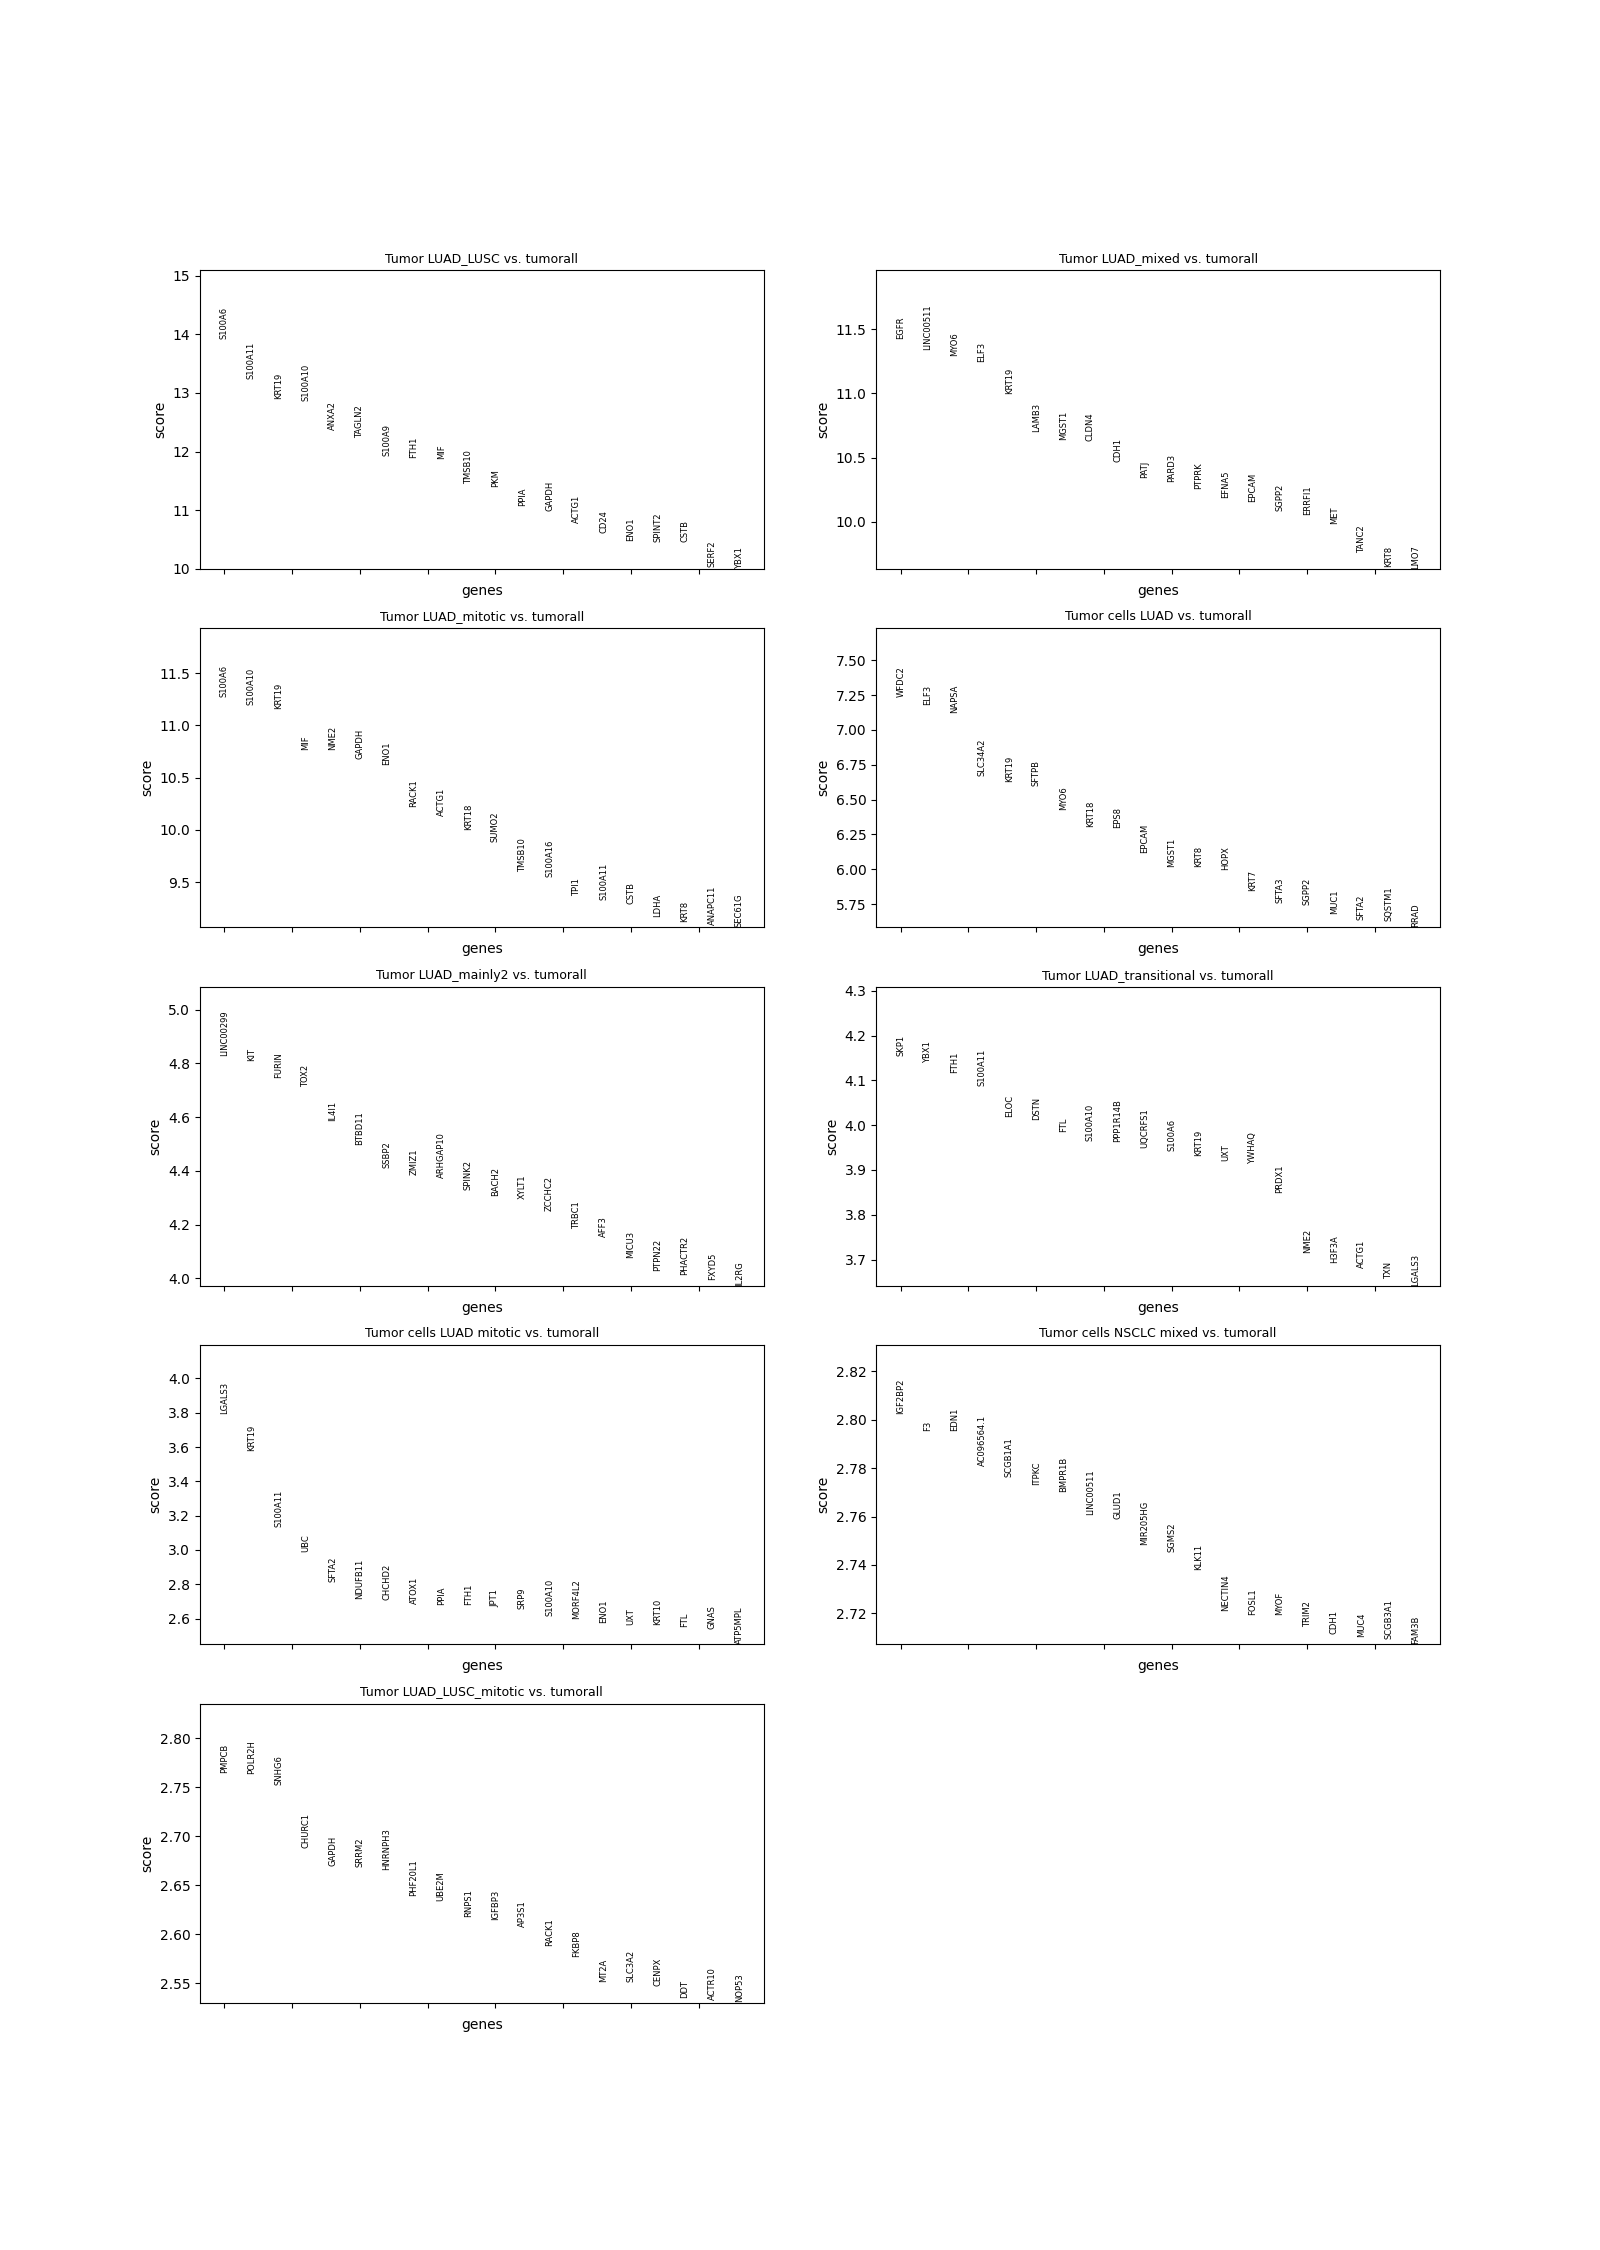 Tumor LUAD_LUSC vs. tumorall
15
14
13
12
11
10
score
S100A6
S100A11
KRT19
S100A10
ANXA2
TAGLN2
S100A9
FTH1
MIF
TMSB10
PKM
PPIA
GAPDH
ACTG1
CD24
ENO1
SPINT2
CSTB
SERF2
YBX1
genes
Tumor LUAD_mixed vs. tumorall
11.5
11.0
10.5
10.0
score
EGFR
LINC00511
MYO6
ELF3
KRT19
LAMB3
MGST1
CLDN4
CDH1
PATJ
PARD3
PTPRK
EFNA5
EPCAM
SGPP2
ERRFI1
MET
TANC2
KRT8
LMO7
genes
Tumor LUAD_mitotic vs. tumorall
11.5
11.0
10.5
10.0
9.5
score
S100A6
S100A10
KRT19
MIF
NME2
GAPDH
ENO1
RACK1
ACTG1
KRT18
SUMO2
TMSB10
S100A16
TPI1
S100A11
CSTB
LDHA
KRT8
ANAPC11
SEC61G
genes
Tumor cells LUAD vs. tumorall
7.50
7.25
7.00
6.75
6.50
6.25
6.00
5.75
score
WFDC2
ELF3
NAPSA
SLC34A2
KRT19
SFTPB
MYO6
KRT18
EPS8
EPCAM
MGST1
KRT8
HOPX
KRT7
SFTA3
SGPP2
MUC1
SFTA2
SQSTM1
RRAD
genes
Tumor LUAD_mainly2 vs. tumorall
5.0
4.8
4.6
4.4
4.2
4.0
score
LINC00299
KIT
FURIN
TOX2
IL4I1
BTBD11
SSBP2
ZMIZ1
ARHGAP10
SPINK2
BACH2
XYLT1
ZCCHC2
TRBC1
AFF3
MICU3
PTPN22
PHACTR2
FXYD5
IL2RG
genes
Tumor LUAD_transitional vs. tumorall
4.3
4.2
4.1
4.0
3.9
3.8
3.7
score
SKP1
YBX1
FTH1
S100A11
ELOC
DSTN
FTL
S100A10
PPP1R14B
UQCRFS1
S100A6
KRT19
UXT
YWHAQ
PRDX1
NME2
H3F3A
ACTG1
TXN
LGALS3
genes
Tumor cells LUAD mitotic vs. tumorall
4.0
3.8
3.6
3.4
3.2
3.0
2.8
2.6
score
LGALS3
KRT19
S100A11
UBC
SFTA2
NDUFB11
CHCHD2
ATOX1
PPIA
FTH1
JPT1
SRP9
S100A10
MORF4L2
ENO1
UXT
KRT10
FTL
GNAS
ATP5MPL
genes
Tumor cells NSCLC mixed vs. tumorall
2.82
2.80
2.78
2.76
2.74
2.72
score
IGF2BP2
F3
EDN1
AC096564.1
SCGB1A1
ITPKC
BMPR1B
LINC00511
GLUD1
MIR205HG
SGMS2
KLK11
NECTIN4
FOSL1
MYOF
TRIM2
CDH1
MUC4
SCGB3A1
FAM3B
genes
Tumor LUAD_LUSC_mitotic vs. tumorall
2.80
2.75
2.70
2.65
2.60
2.55
score
PMPCB
POLR2H
SNHG6
CHURC1
GAPDH
SRRM2
HNRNPH3
PHF20L1
UBE2M
RNPS1
IGFBP3
AP3S1
RACK1
FKBP8
MT2A
SLC3A2
CENPX
DDT
ACTR10
NOP53
genes